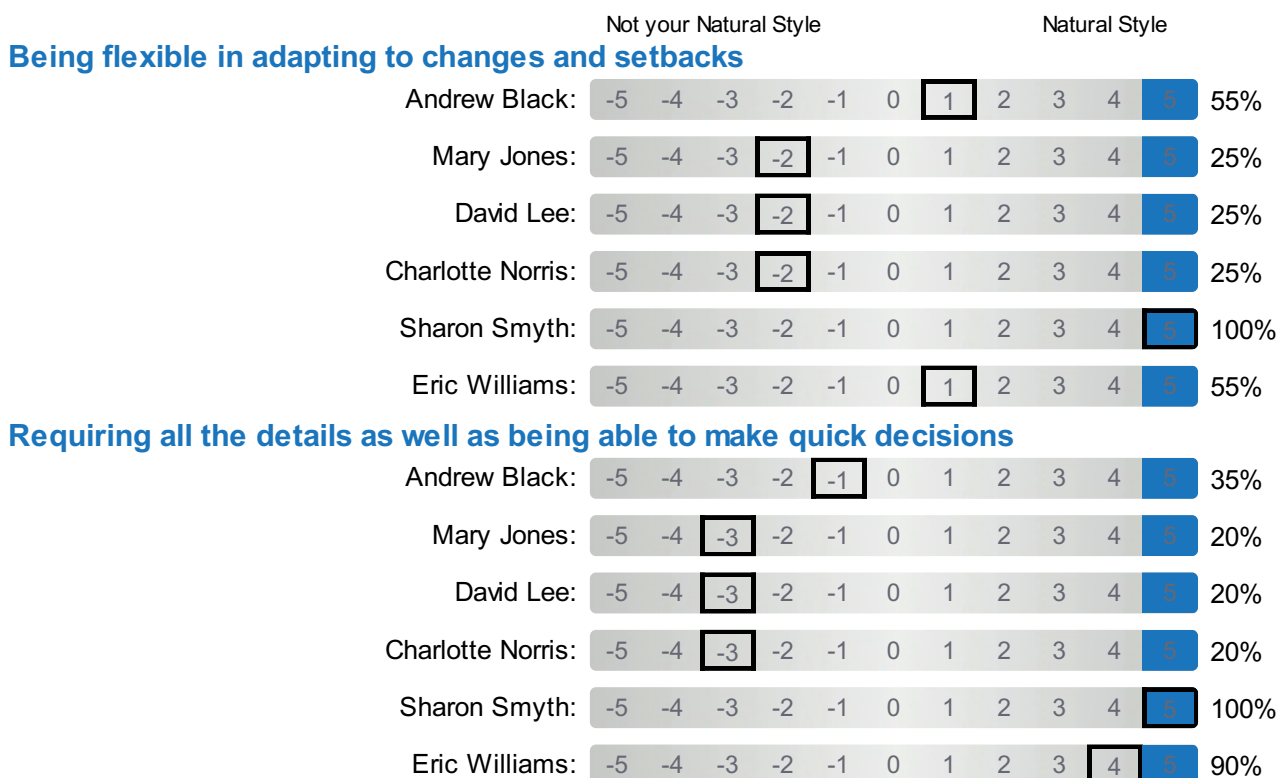 Not your Natural Style Natural Style
Being flexible in adapting to changes and setbacks
Andrew Black: -5 -4 -3 -2 -1 0 1 2 3 4 5 55%
Mary Jones: -5 -4 -3 -2 -1 0 1 2 3 4 5 25%
David Lee: -5 -4 -3 -2 -1 0 1 2 3 4 5 25%
Charlotte Norris: -5 -4 -3 -2 -1 0 1 2 3 4 5 25%
Sharon Smyth: -5 -4 -3 -2 -1 0 1 2 3 4 5 100%
Eric Williams: -5 -4 -3 -2 -1 0 1 2 3 4 5 55%
Requiring all the details as well as being able to make quick decisions
Andrew Black: -5 -4 -3 -2 -1 0 1 2 3 4 5 35%
Mary Jones: -5 -4 -3 -2 -1 0 1 2 3 4 5 20%
David Lee: -5 -4 -3 -2 -1 0 1 2 3 4 5 20%
Charlotte Norris: -5 -4 -3 -2 -1 0 1 2 3 4 5 20%
Sharon Smyth: -5 -4 -3 -2 -1 0 1 2 3 4 5 100%
Eric Williams: -5 -4 -3 -2 -1 0 1 2 3 4 5 90%